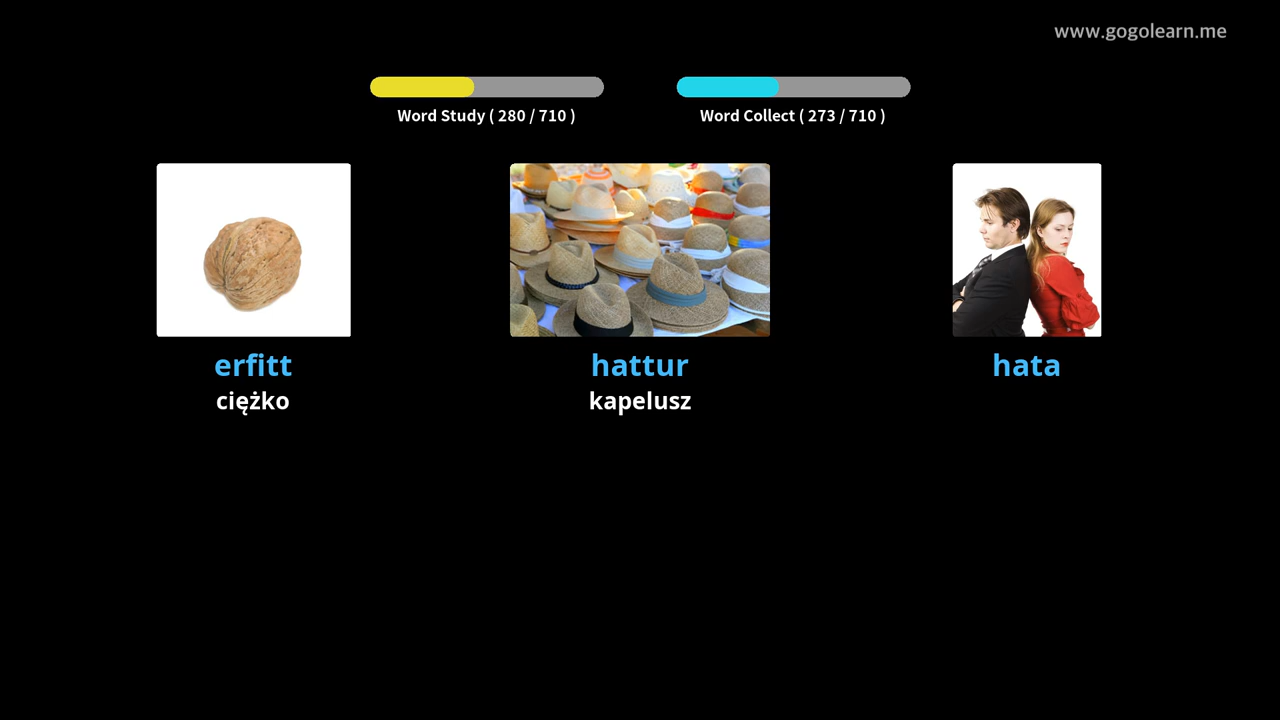 www.gogolearn.me
Word Study ( 280 / 710 )
Word Collect ( 273 / 710 )
erfitt
ciężko
hattur
kapelusz
hata